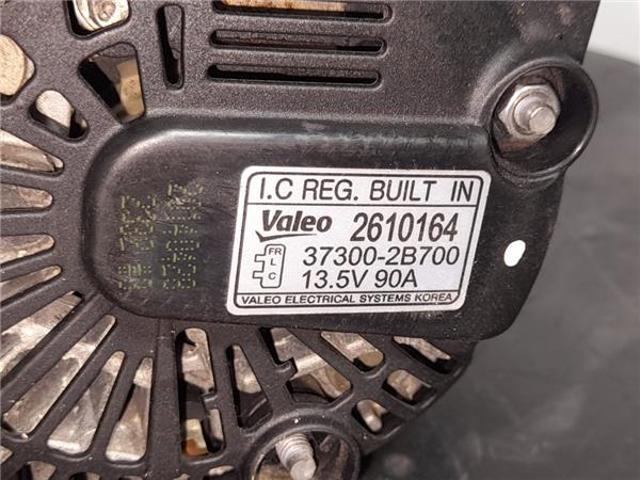 I.C REG. BUILT IN
Valeo 2610164
FR
L
C
37300-2B700
13.5V 90A
VALEO ELECTRICAL SYSTEMS KOREA